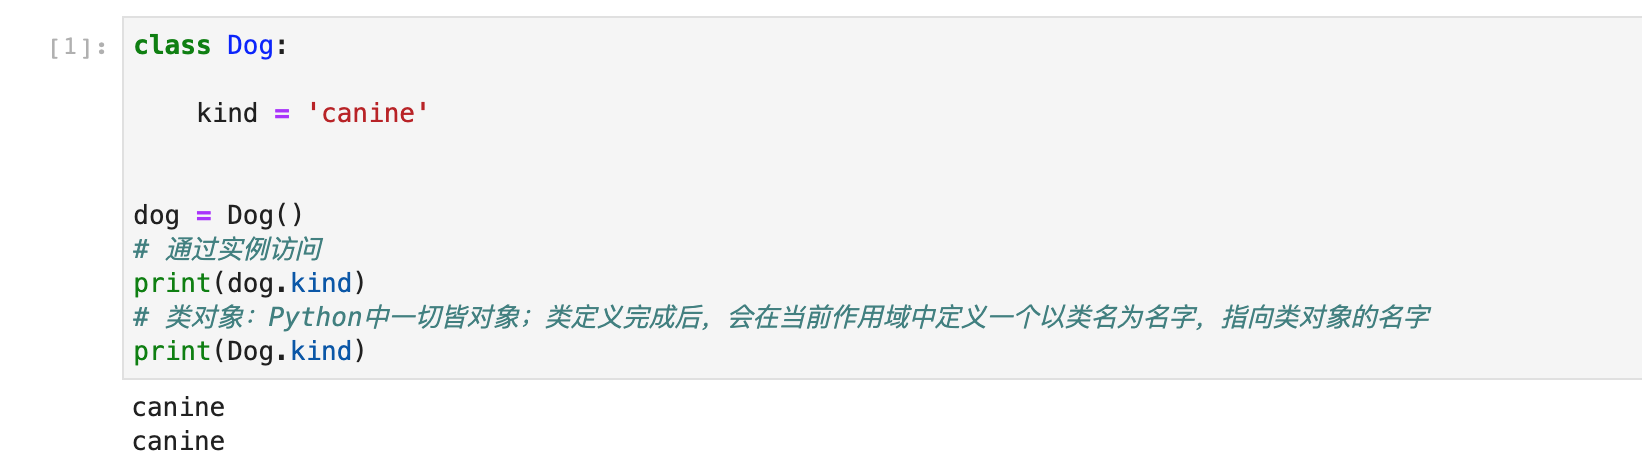 [1]:
class Dog:
    kind = 'canine'
dog = Dog()
# 通过实例访问
print(dog.kind)
# 类对象：Python中一切皆对象；类定义完成后, 会在当前作用域中定义一个以类名为名字, 指向类对象的名字
print(Dog.kind)
canine
canine